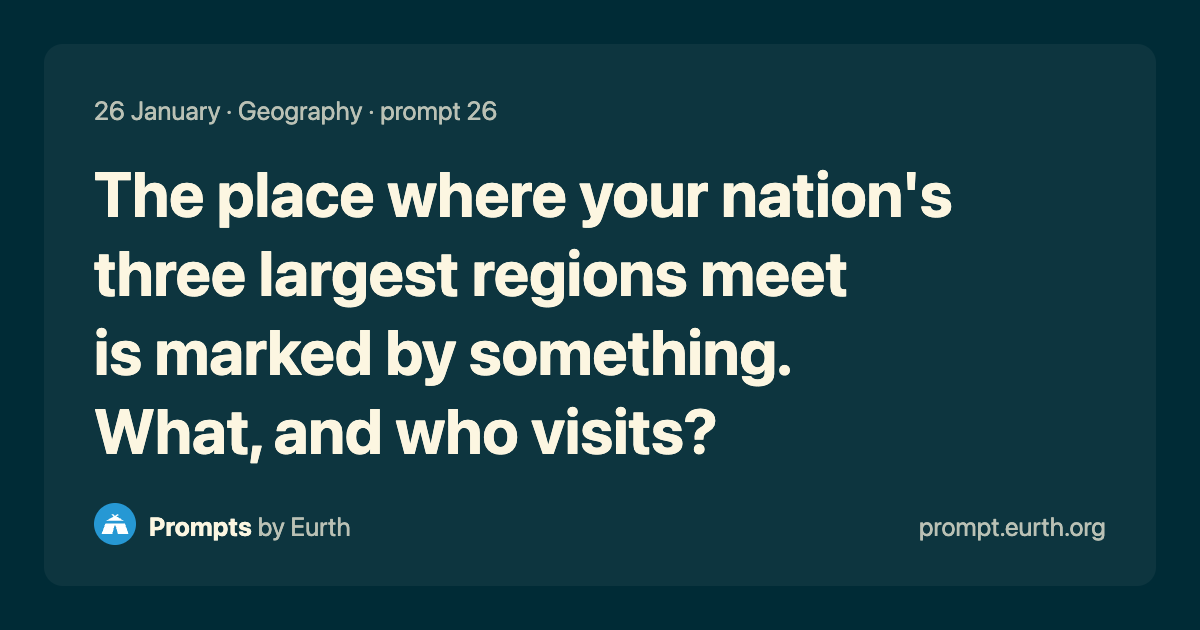 26 January · Geography · prompt 26
The place where your nation's
three largest regions meet
is marked by something.
What, and who visits?
Prompts by Eurth
prompt.eurth.org